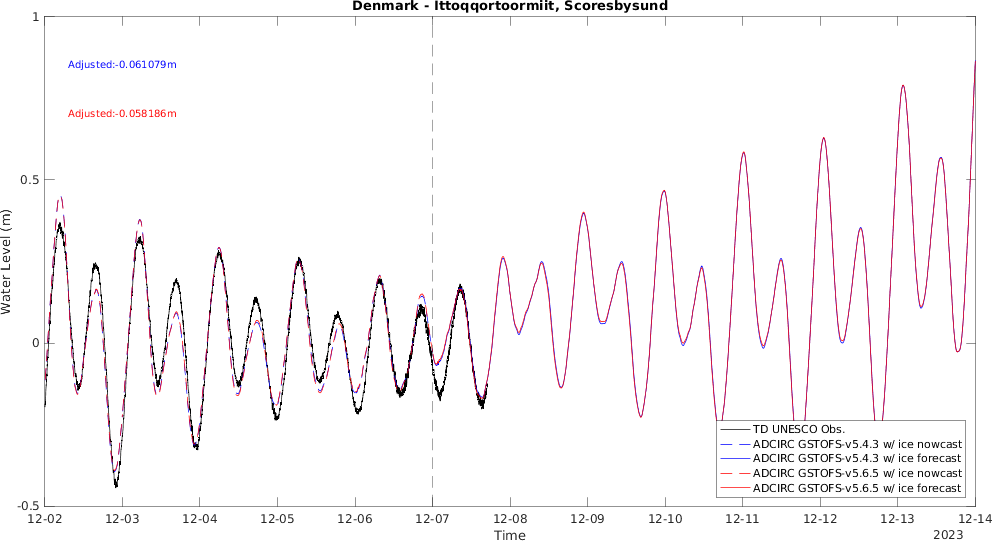 Denmark - Ittoqqortoormiit, Scoresbysund
Adjusted:-0.061079m
Adjusted:-0.058186m
Water Level (m)
1
0.5
0
-0.5
TD UNESCO Obs.
ADCIRC GSTOFS-v5.4.3 w/ ice nowcast
ADCIRC GSTOFS-v5.4.3 w/ ice forecast
ADCIRC GSTOFS-v5.6.5 w/ ice nowcast
ADCIRC GSTOFS-v5.6.5 w/ ice forecast
12-02 12-03 12-04 12-05 12-06 12-07 12-08 12-09 12-10 12-11 12-12 12-13 12-14
Time
2023